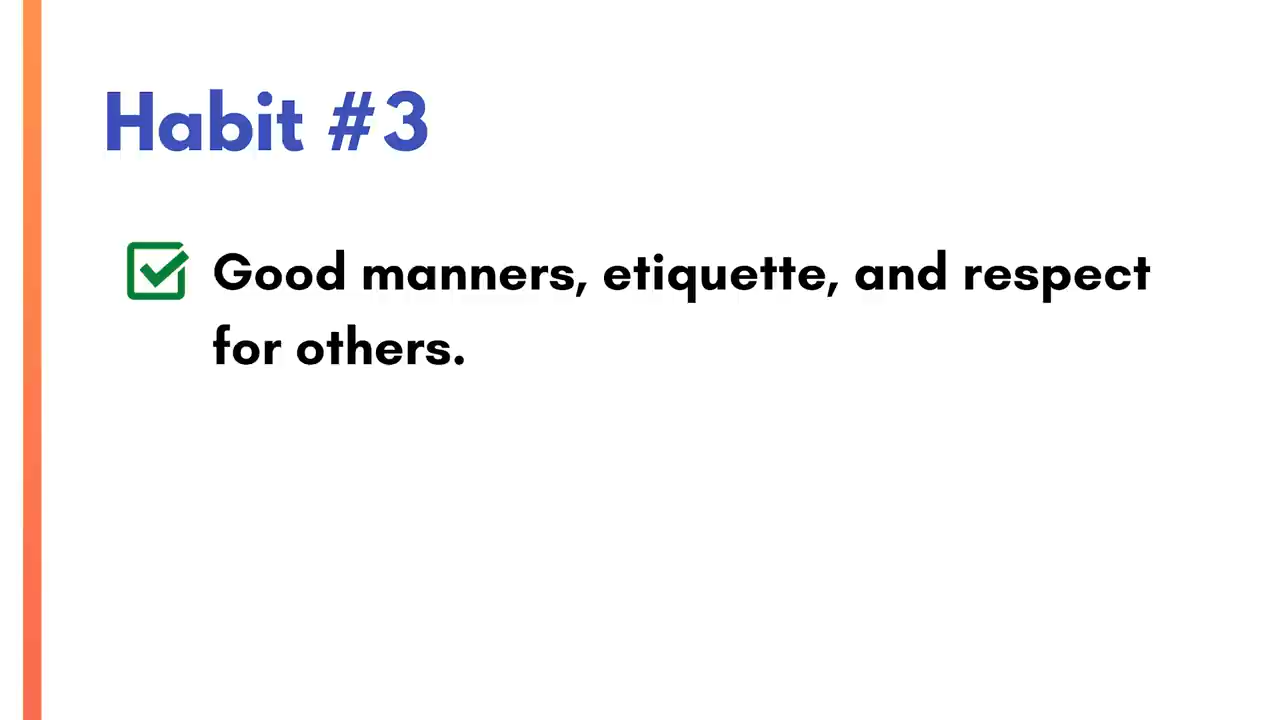 Habit #3
Good manners, etiquette, and respect
for others.